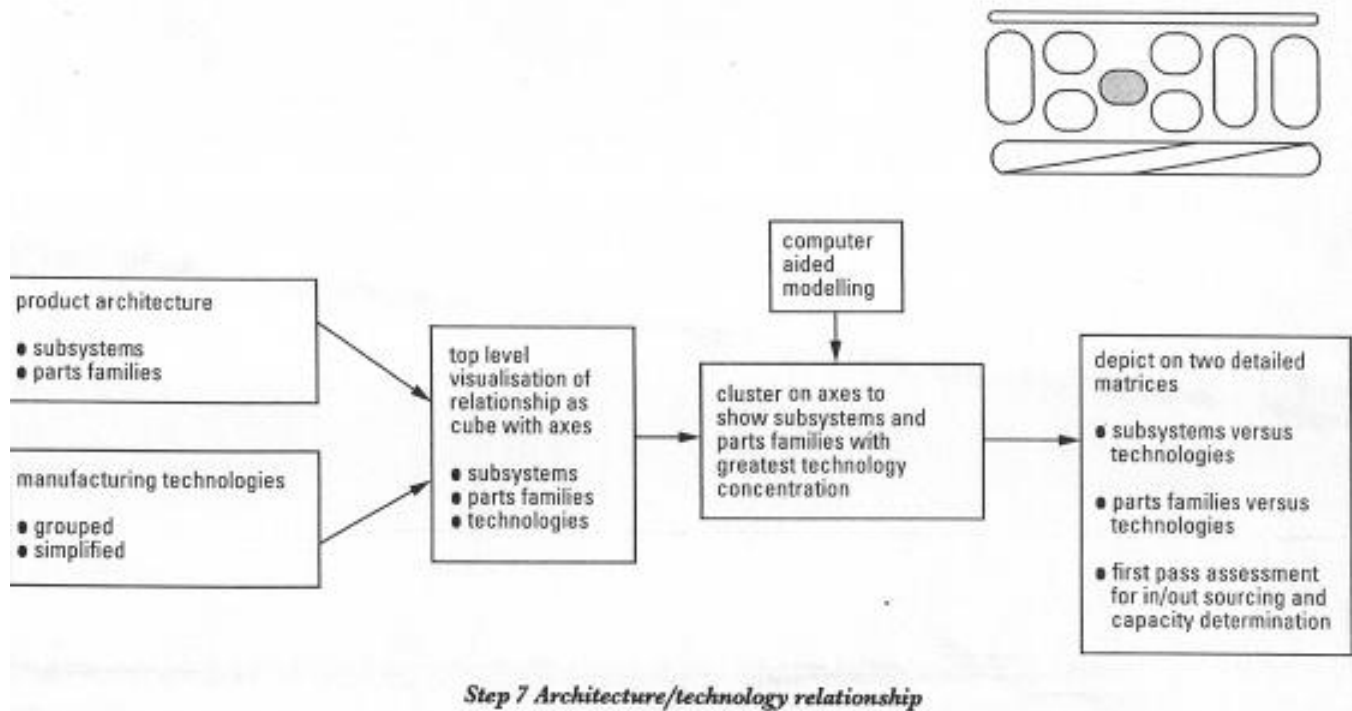 product architecture
● subsystems
● parts families
manufacturing technologies
● grouped
● simplified
top level
visualisation of
relationship as
cube with axes
● subsystems
● parts families
● technologies
computer
aided
modelling
cluster on axes to
show subsystems and
parts families with
greatest technology
concentration
depict on two detailed
matrices
● subsystems versus
technologies
● parts families versus
technologies
● first pass assessment
for in/out sourcing and
capacity determination
Step 7 Architecture/technology relationship